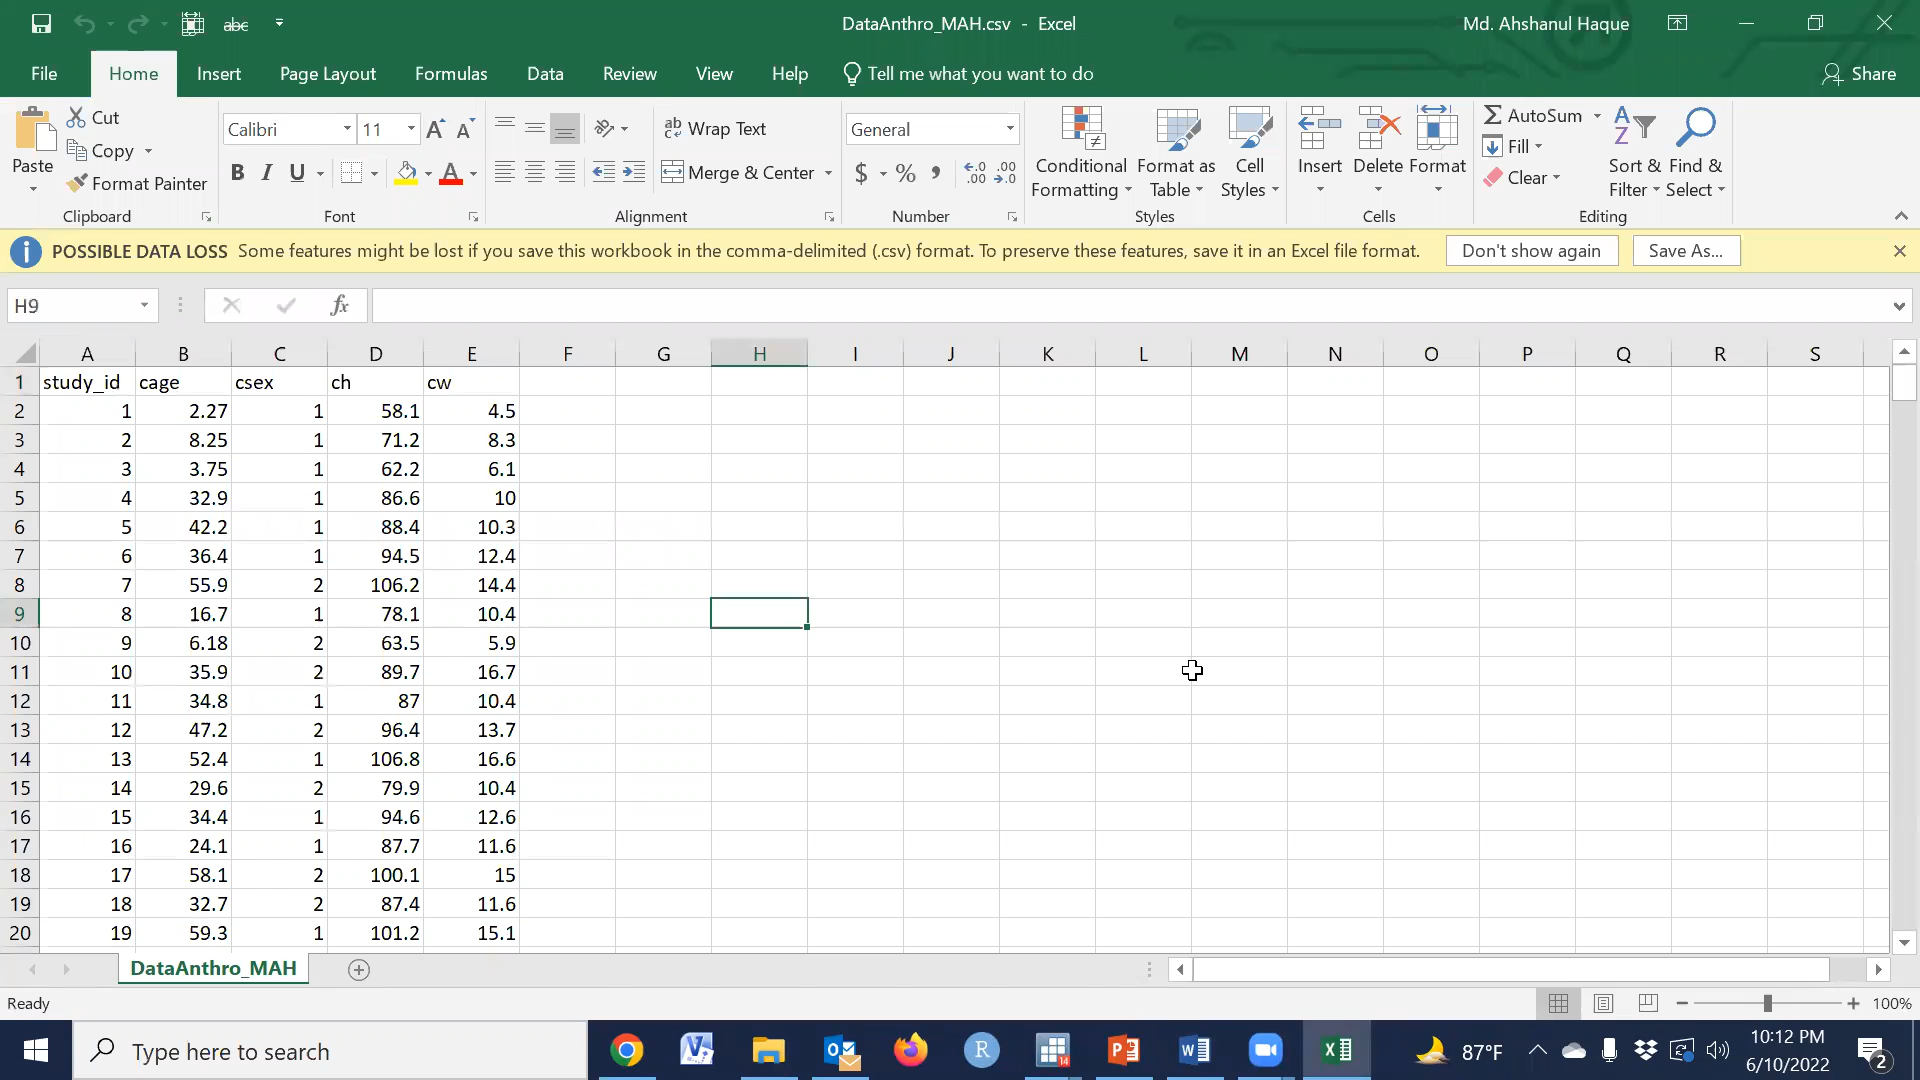 abc
DataAnthro_MAH.csv - Excel
Md. Ahshanul Haque
File Home Insert Page Layout Formulas Data Review View Help Tell me what you want to do Share
Paste
Cut
Copy
Format Painter
Clipboard
Calibri 11
B I U
Font
Wrap Text
Merge & Center
Alignment
General
$ % ,
Number
Conditional Formatting
Format as Table
Cell Styles
Styles
Insert Delete Format
Cells
AutoSum
Fill
Clear
Sort & Filter
Find & Select
Editing
POSSIBLE DATA LOSS Some features might be lost if you save this workbook in the comma-delimited (.csv) format. To preserve these features, save it in an Excel file format. Don't show again Save As...
H9 fx
A B C D E F G H I J K L M N O P Q R S
1 study_id cage csex ch cw
2 1 2.27 1 58.1 4.5
3 2 8.25 1 71.2 8.3
4 3 3.75 1 62.2 6.1
5 4 32.9 1 86.6 10
6 5 42.2 1 88.4 10.3
7 6 36.4 1 94.5 12.4
8 7 55.9 2 106.2 14.4
9 8 16.7 1 78.1 10.4
10 9 6.18 2 63.5 5.9
11 10 35.9 2 89.7 16.7
12 11 34.8 1 87 10.4
13 12 47.2 2 96.4 13.7
14 13 52.4 1 106.8 16.6
15 14 29.6 2 79.9 10.4
16 15 34.4 1 94.6 12.6
17 16 24.1 1 87.7 11.6
18 17 58.1 2 100.1 15
19 18 32.7 2 87.4 11.6
20 19 59.3 1 101.2 15.1
DataAnthro_MAH
Ready 100%
Type here to search
87°F
10:12 PM
6/10/2022
2